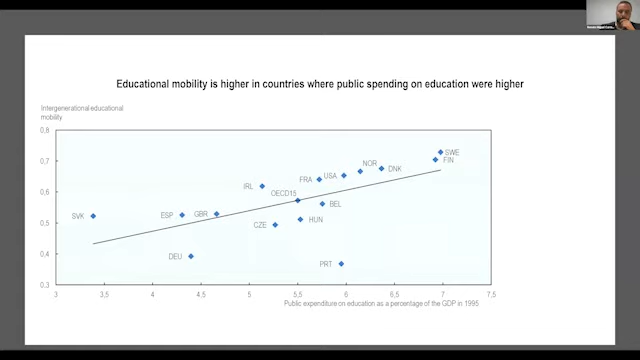 Educational mobility is higher in countries where public spending on education were higher
Intergenerational educational
mobility
0,8
0,7
0,6
0,5
0,4
0,3
SWE
FIN
NOR
DNK
USA
FRA
IRL
OECD15
BEL
SVK
ESP
GBR
HUN
CZE
DEU
PRT
3
3,5
4
4,5
5
5,5
6
6,5
7
7,5
Public expenditure on education as a percentage of the GDP in 1995